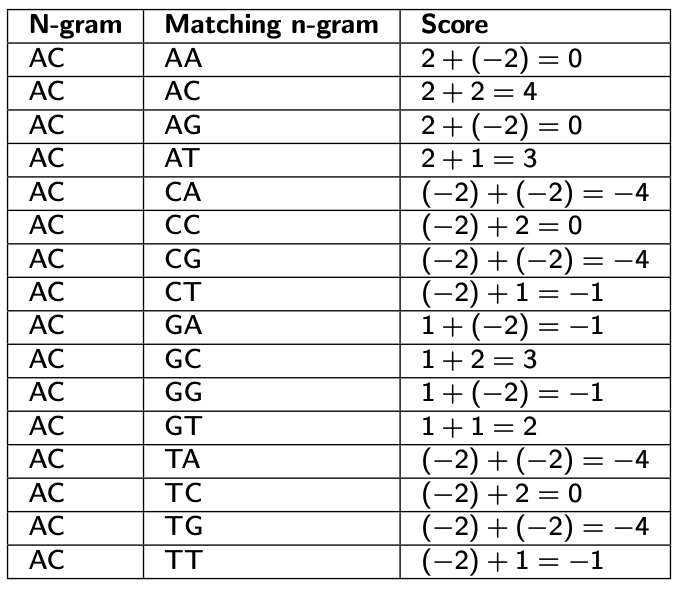 N-gram Matching n-gram Score
AC AA 2 + (−2) = 0
AC AC 2 + 2 = 4
AC AG 2 + (−2) = 0
AC AT 2 + 1 = 3
AC CA (−2) + (−2) = −4
AC CC (−2) + 2 = 0
AC CG (−2) + (−2) = −4
AC CT (−2) + 1 = −1
AC GA 1 + (−2) = −1
AC GC 1 + 2 = 3
AC GG 1 + (−2) = −1
AC GT 1 + 1 = 2
AC TA (−2) + (−2) = −4
AC TC (−2) + 2 = 0
AC TG (−2) + (−2) = −4
AC TT (−2) + 1 = −1